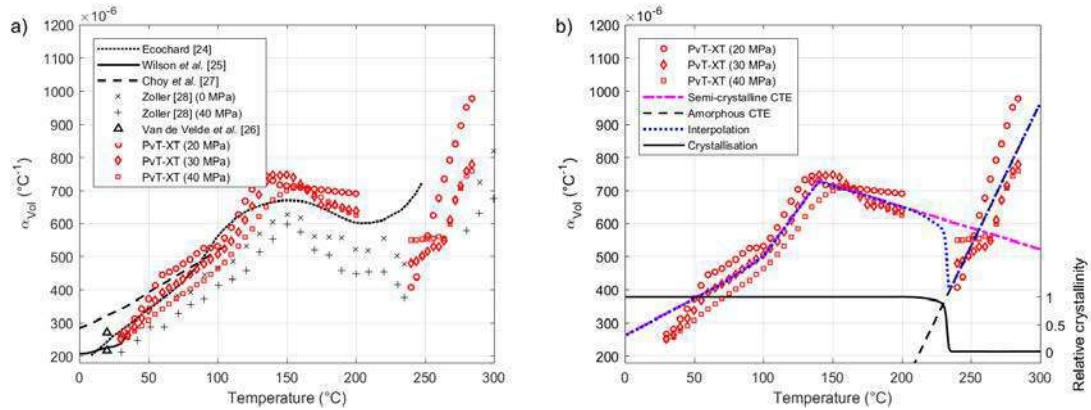 a)
1200 ×10⁻⁶
1100
1000
900
800
700
600
500
400
300
200
α_Vol (°C⁻¹)
Ecochard [24]
Wilson et al. [25]
Choy et al. [27]
Zoller [28] (0 MPa)
Zoller [28] (40 MPa)
Van de Velde et al. [26]
PvT-XT (20 MPa)
PvT-XT (30 MPa)
PvT-XT (40 MPa)
0 50 100 150 200 250 300
Temperature (°C)
b)
1200 ×10⁻⁶
1100
1000
900
800
700
600
500
400
300
200
α_Vol (°C⁻¹)
PvT-XT (20 MPa)
PvT-XT (30 MPa)
PvT-XT (40 MPa)
Semi-crystalline CTE
Amorphous CTE
Interpolation
Crystallisation
1
0.5
0
Relative crystallinity
0 50 100 150 200 250 300
Temperature (°C)